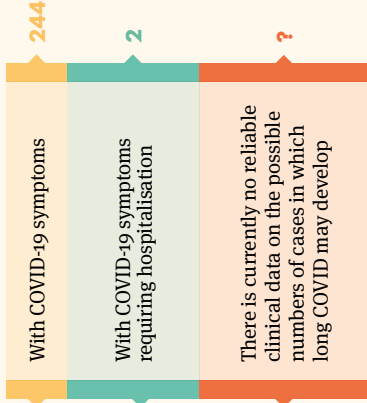 With COVID-19 symptoms
244
With COVID-19 symptoms
requiring hospitalisation
2
There is currently no reliable
clinical data on the possible
numbers of cases in which
long COVID may develop
?